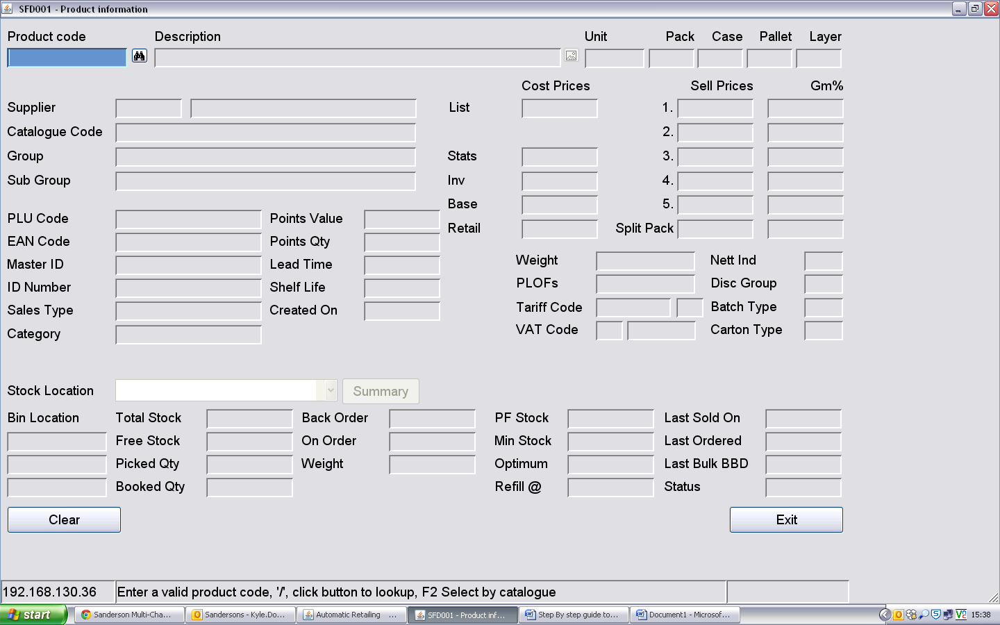 SFD001 - Product information
Product code Description Unit Pack Case Pallet Layer
Cost Prices Sell Prices Gm%
Supplier List 1.
Catalogue Code 2.
Group Stats 3.
Sub Group Inv 4.
Base 5.
PLU Code Points Value Retail Split Pack
EAN Code Points Qty
Master ID Lead Time Weight Nett Ind
ID Number Shelf Life PLOFs Disc Group
Sales Type Created On Tariff Code Batch Type
Category VAT Code Carton Type
Stock Location Summary
Bin Location Total Stock Back Order PF Stock Last Sold On
Free Stock On Order Min Stock Last Ordered
Picked Qty Weight Optimum Last Bulk BBD
Booked Qty Refill @ Status
Clear Exit
192.168.130.36 Enter a valid product code, '/', click button to lookup, F2 Select by catalogue
start Sanderson Multi-Cha... Sandersons - Kyle.Do... Automatic Retailing ... SFD001 - Product inf... Step By step guide to... Document1 - Microsof... 15:38